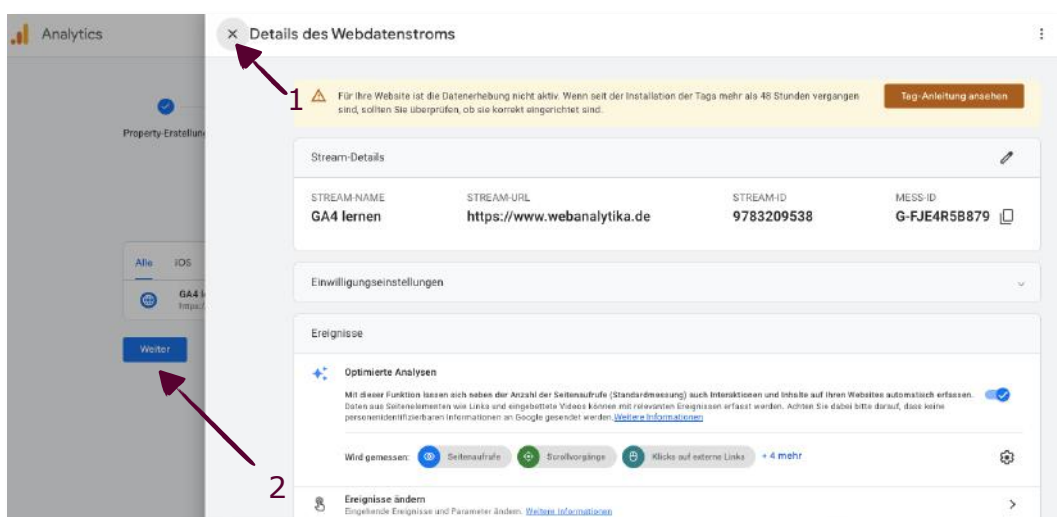 Analytics
Details des Webdatenstroms
1
Für Ihre Website ist die Datenerhebung nicht aktiv. Wenn seit der Installation der Tags mehr als 48 Stunden vergangen
sind, sollten Sie überprüfen, ob sie korrekt eingerichtet sind.
Tag-Anleitung ansehen
Property-Erstellun
Stream-Details
STREAM-NAME STREAM-URL STREAM-ID MESS-ID
GA4 lernen https://www.webanalytika.de 9783209538 G-FJE4R5B879
Alle iOS
GA4 l
https:/
Einwilligungseinstellungen
Weiter
Ereignisse
Optimierte Analysen
Mit dieser Funktion lassen sich neben der Anzahl der Seitenaufrufe (Standardmessung) auch Interaktionen und Inhalte auf Ihren Websites automatisch erfassen.
Daten aus Seitenelementen wie Links und eingebettete Videos können mit relevanten Ereignissen erfasst werden. Achten Sie dabei bitte darauf, dass keine
personenidentifizierbaren Informationen an Google gesendet werden. Weitere Informationen
Wird gemessen: Seitenaufrufe Scrollvorgänge Klicks auf externe Links + 4 mehr
2
Ereignisse ändern
Eingehende Ereignisse und Parameter ändern. Weitere Informationen